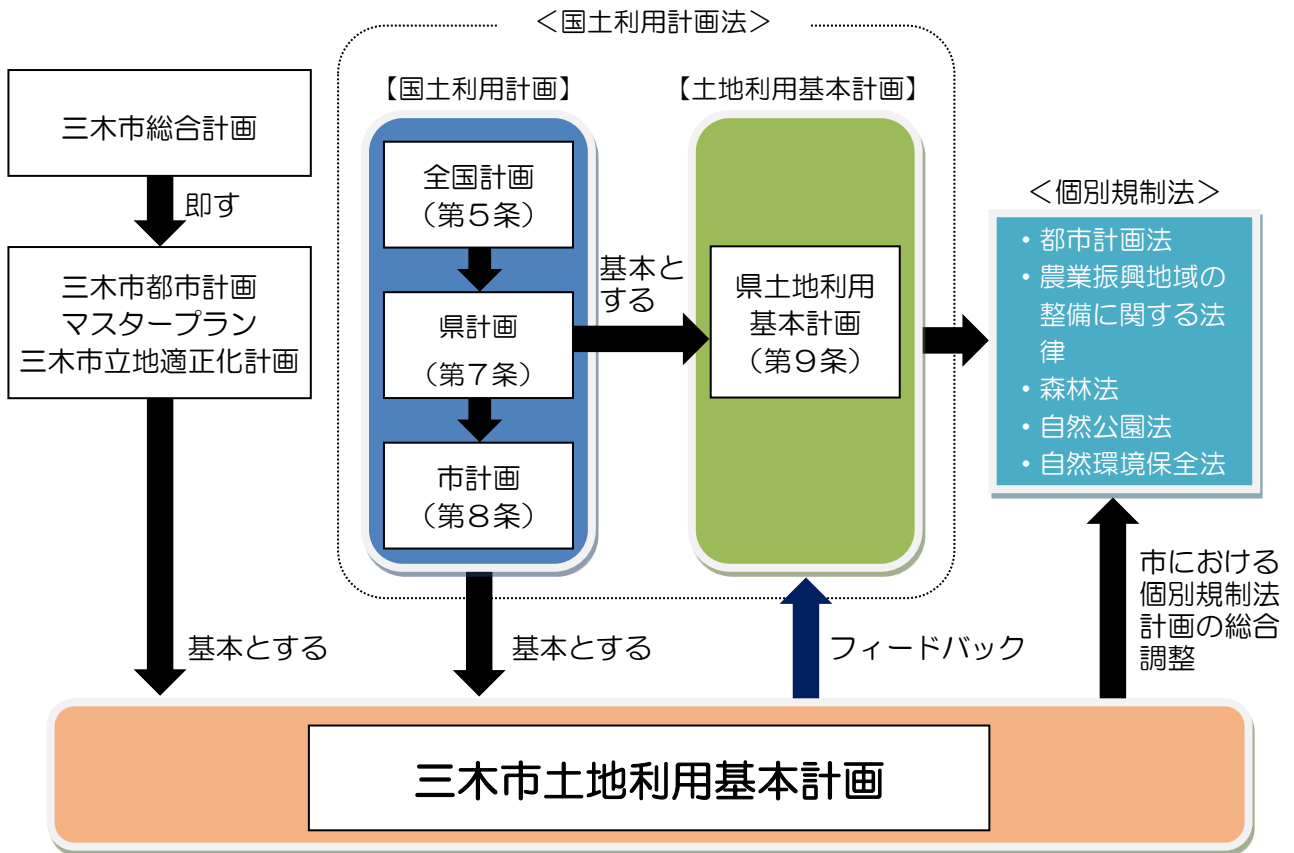 ＜国土利用計画法＞
三木市総合計画
即す
三木市都市計画
マスタープラン
三木市立地適正化計画
基本とする
【国土利用計画】
全国計画
（第５条）
県計画
（第７条）
市計画
（第８条）
基本とする
基本と
する
【土地利用基本計画】
県土地利用
基本計画
（第９条）
フィードバック
＜個別規制法＞
・都市計画法
・農業振興地域の
整備に関する法
律
・森林法
・自然公園法
・自然環境保全法
市における
個別規制法
計画の総合
調整
三木市土地利用基本計画